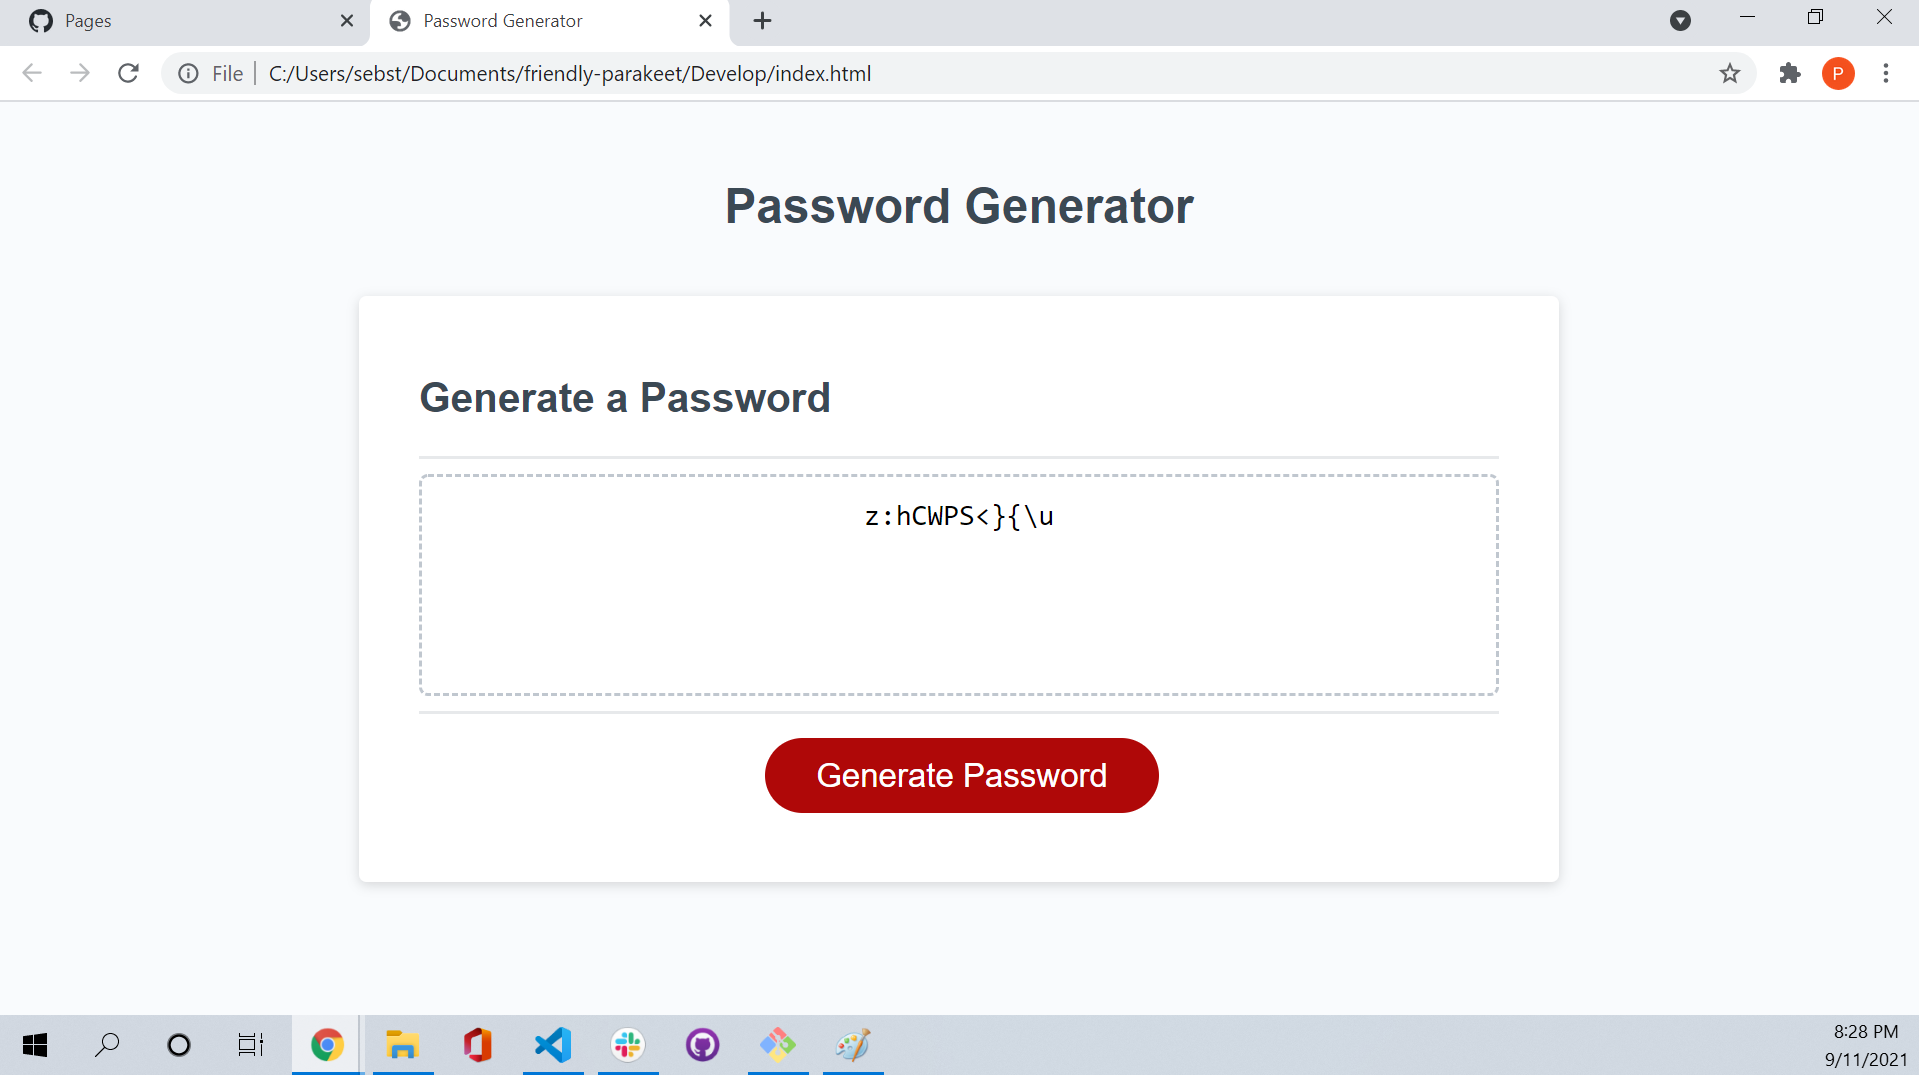 Pages
Password Generator
File
C:/Users/sebst/Documents/friendly-parakeet/Develop/index.html
P
Password Generator
Generate a Password
z:hCWPS<}{\u
Generate Password
8:28 PM
9/11/2021